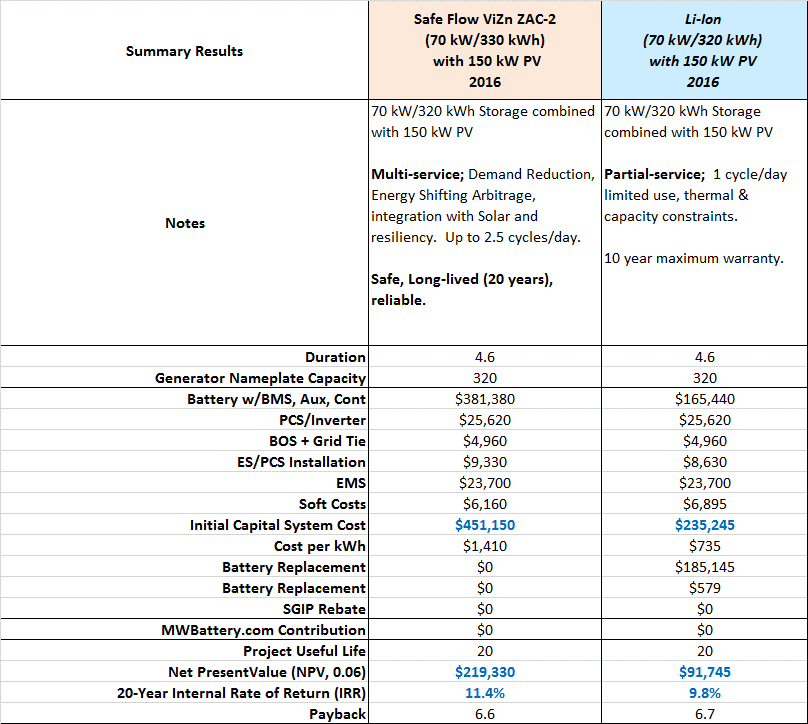 Summary Results
Safe Flow ViZn ZAC-2
(70 kW/330 kWh)
with 150 kW PV
2016
Li-Ion
(70 kW/320 kWh)
with 150 kW PV
2016
Notes
70 kW/320 kWh Storage combined
with 150 kW PV
Multi-service; Demand Reduction,
Energy Shifting Arbitrage,
integration with Solar and
resiliency. Up to 2.5 cycles/day.
Safe, Long-lived (20 years),
reliable.
70 kW/320 kWh Storage
combined with 150 kW PV
Partial-service; 1 cycle/day
limited use, thermal &
capacity constraints.
10 year maximum warranty.
Duration 4.6 4.6
Generator Nameplate Capacity 320 320
Battery w/BMS, Aux, Cont $381,380 $165,440
PCS/Inverter $25,620 $25,620
BOS + Grid Tie $4,960 $4,960
ES/PCS Installation $9,330 $8,630
EMS $23,700 $23,700
Soft Costs $6,160 $6,895
Initial Capital System Cost $451,150 $235,245
Cost per kWh $1,410 $735
Battery Replacement $0 $185,145
Battery Replacement $0 $579
SGIP Rebate $0 $0
MWBattery.com Contribution $0 $0
Project Useful Life 20 20
Net PresentValue (NPV, 0.06) $219,330 $91,745
20-Year Internal Rate of Return (IRR) 11.4% 9.8%
Payback 6.6 6.7